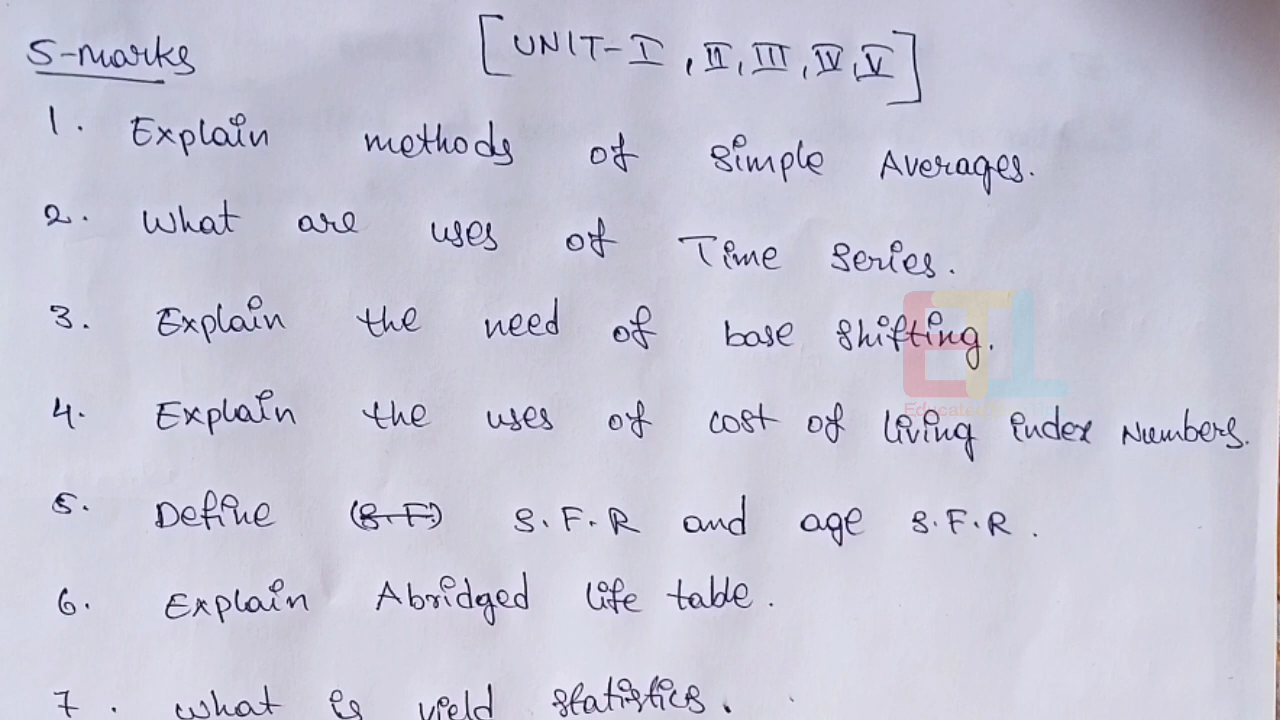 5-marks [UNIT-I, II, III, IV, V]
1. Explain methods of simple Averages.
2. What are uses of Time series.
3. Explain the need of base shifting.
4. Explain the uses of cost of living index Numbers.
5. Define (S.F) S.F.R and age S.F.R.
6. Explain Abridged life table.
7. What is yield statistics.